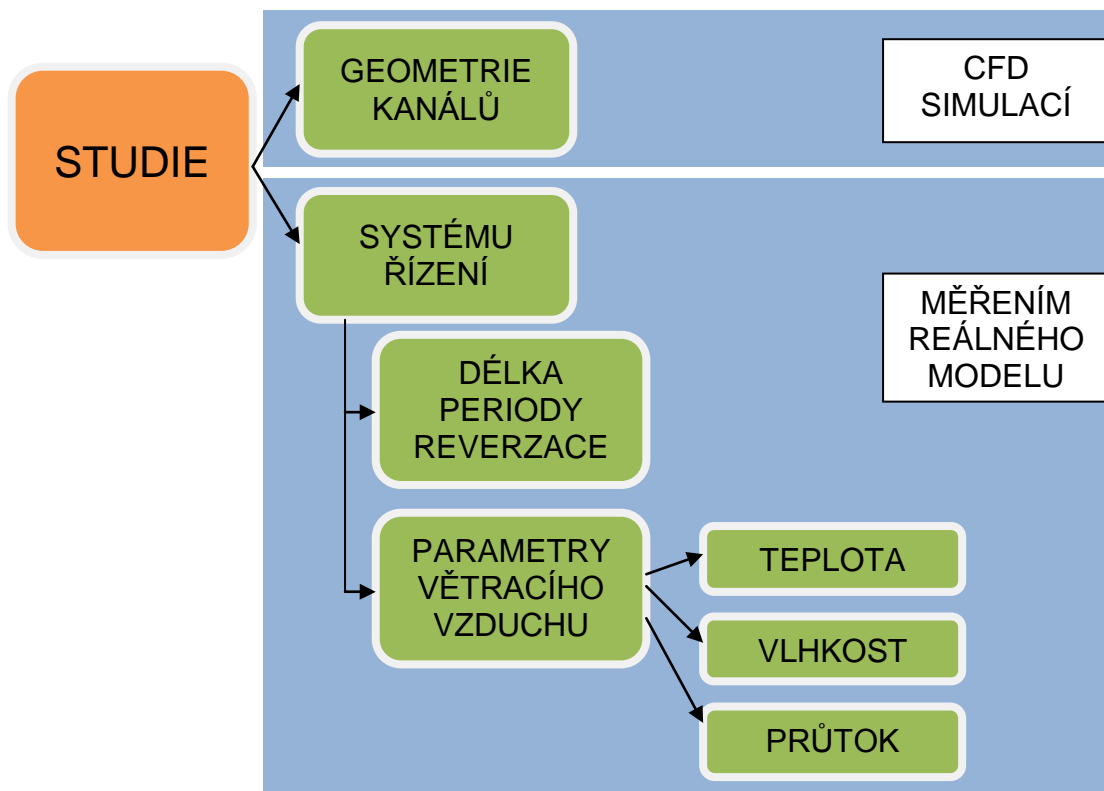 STUDIE
GEOMETRIE
KANÁLŮ
CFD
SIMULACÍ
SYSTÉMU
ŘÍZENÍ
MĚŘENÍM
REÁLNÉHO
MODELU
DÉLKA
PERIODY
REVERZACE
PARAMETRY
VĚTRACÍHO
VZDUCHU
TEPLOTA
VLHKOST
PRŮTOK